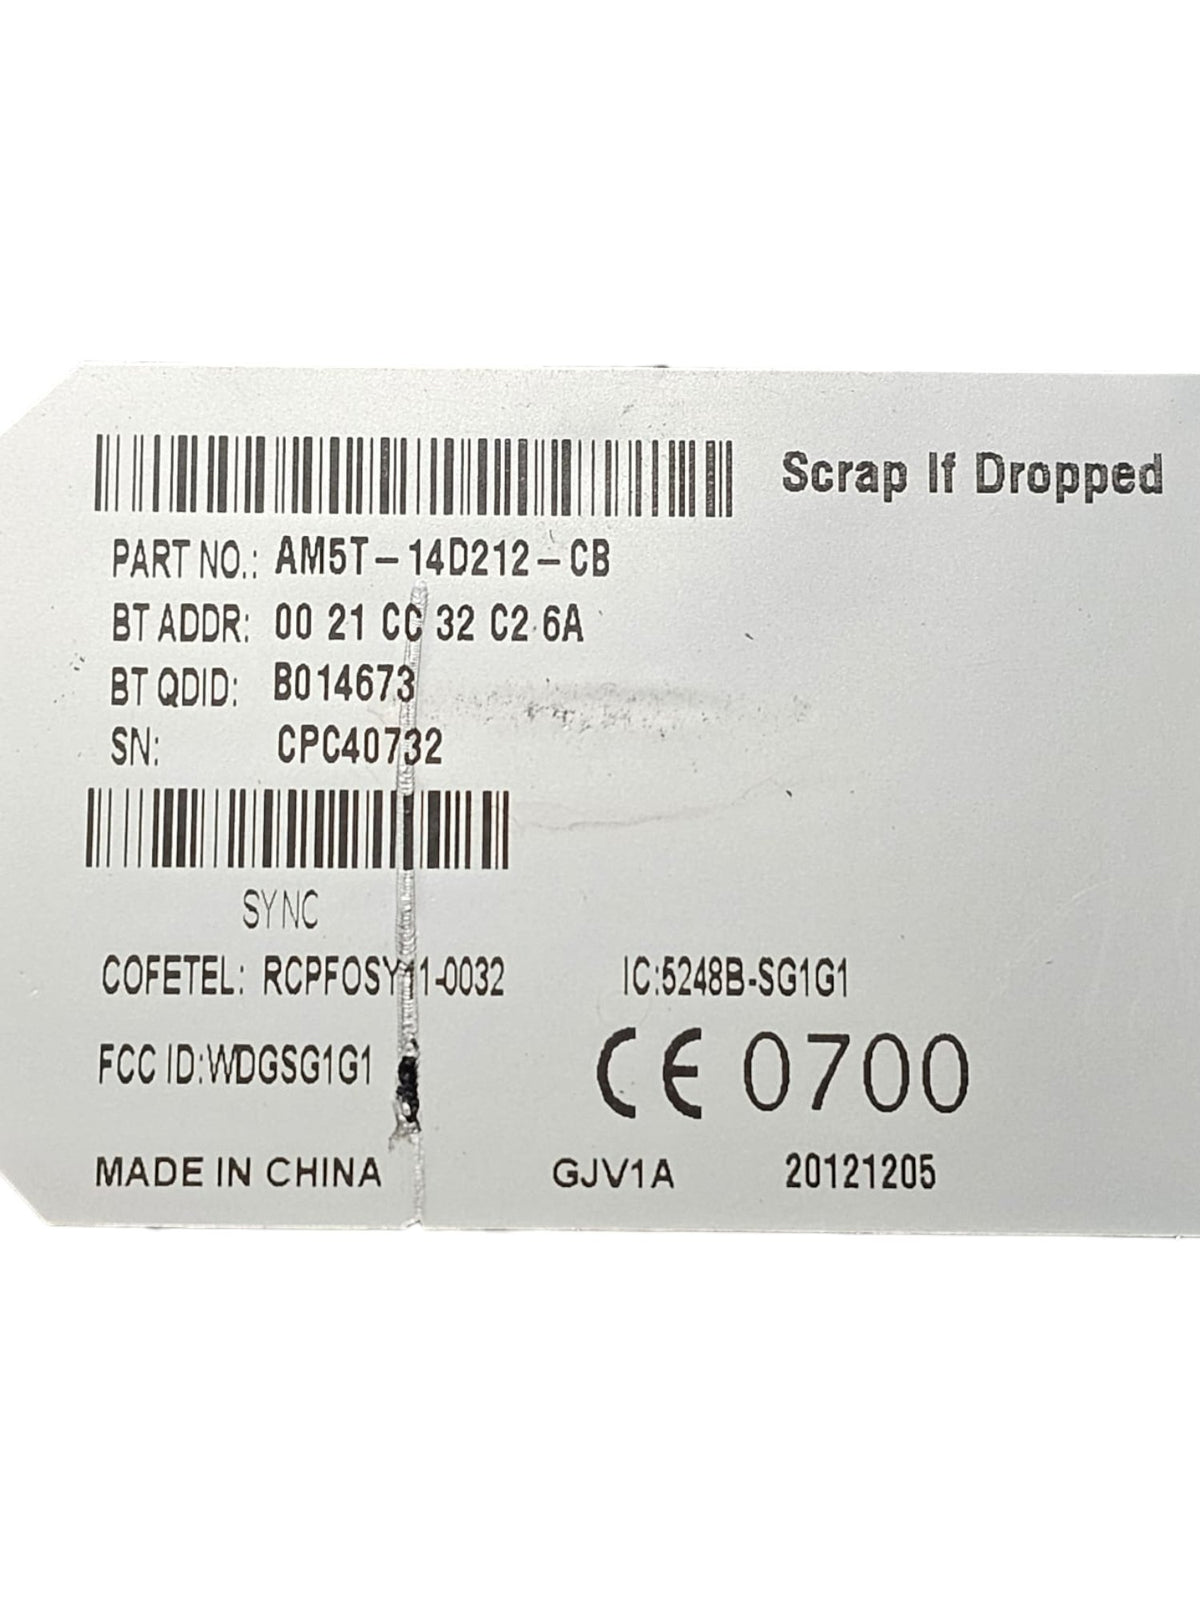 Scrap If Dropped
PART NO.: AM5T-14D212-CB
BT ADDR: 00 21 CC 32 C2 6A
BT QDID: B014673
SN: CPC40732
SYNC
COFETEL: RCPFOSY11-0032 IC:5248B-SG1G1
FCC ID:WDGSG1G1 CE 0700
MADE IN CHINA GJV1A 20121205